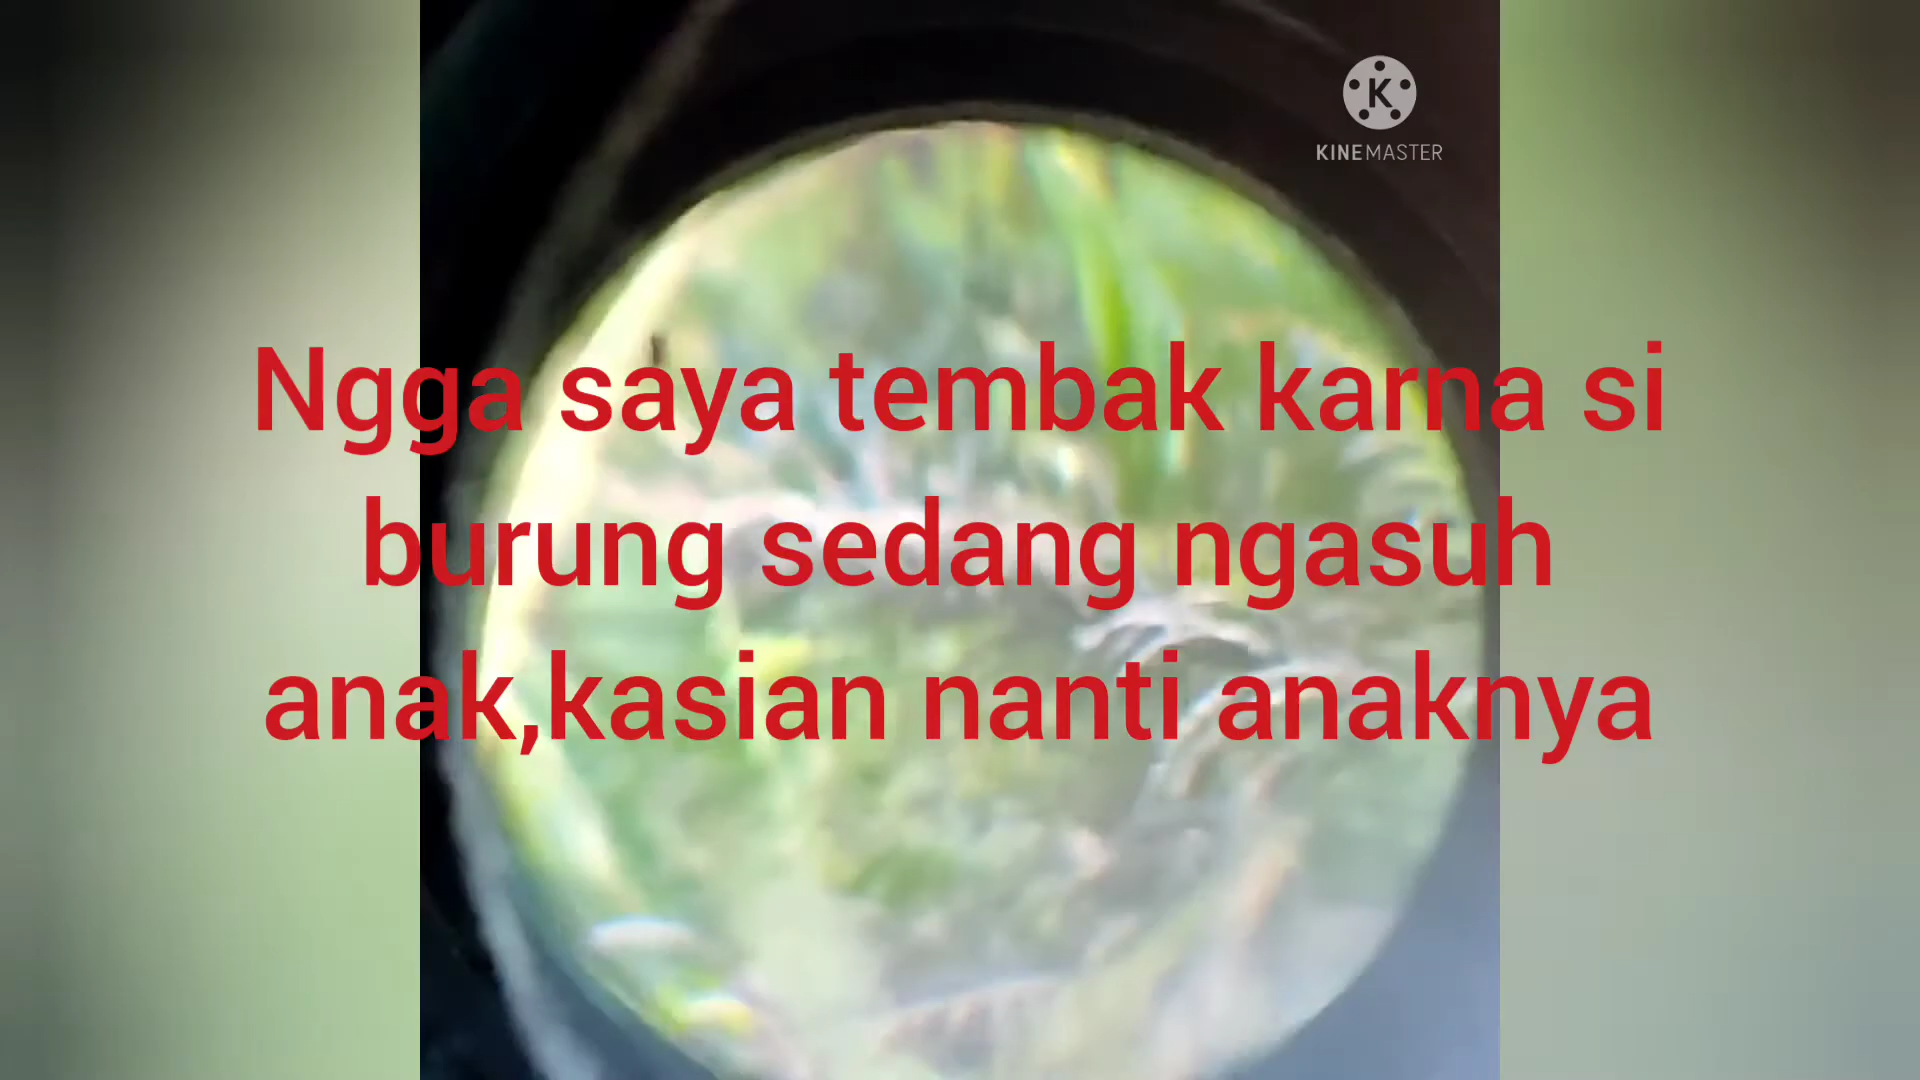 KINEMASTER
Ngga saya tembak karna si
burung sedang ngasuh
anak,kasian nanti anaknya